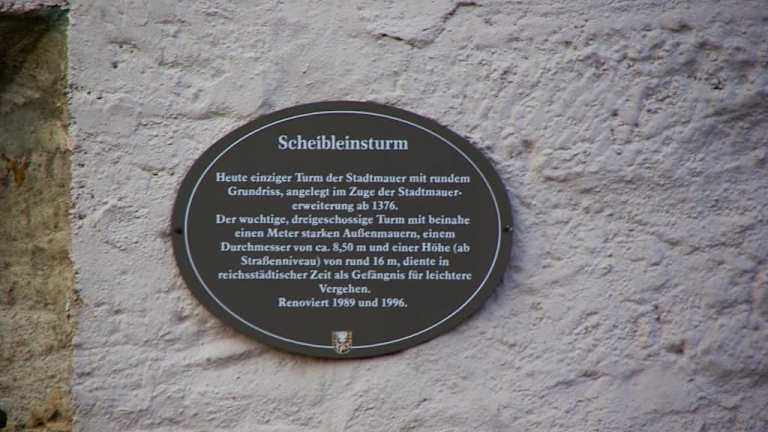 Scheibleinsturm
Heute einziger Turm der Stadtmauer mit rundem
Grundriss, angelegt im Zuge der Stadtmauer-
erweiterung ab 1376.
Der wuchtige, dreigeschossige Turm mit beinahe
einen Meter starken Außenmauern, einem
Durchmesser von ca. 8,50 m und einer Höhe (ab
Straßenniveau) von rund 16 m, diente in
reichsstädtischer Zeit als Gefängnis für leichtere
Vergehen.
Renoviert 1989 und 1996.